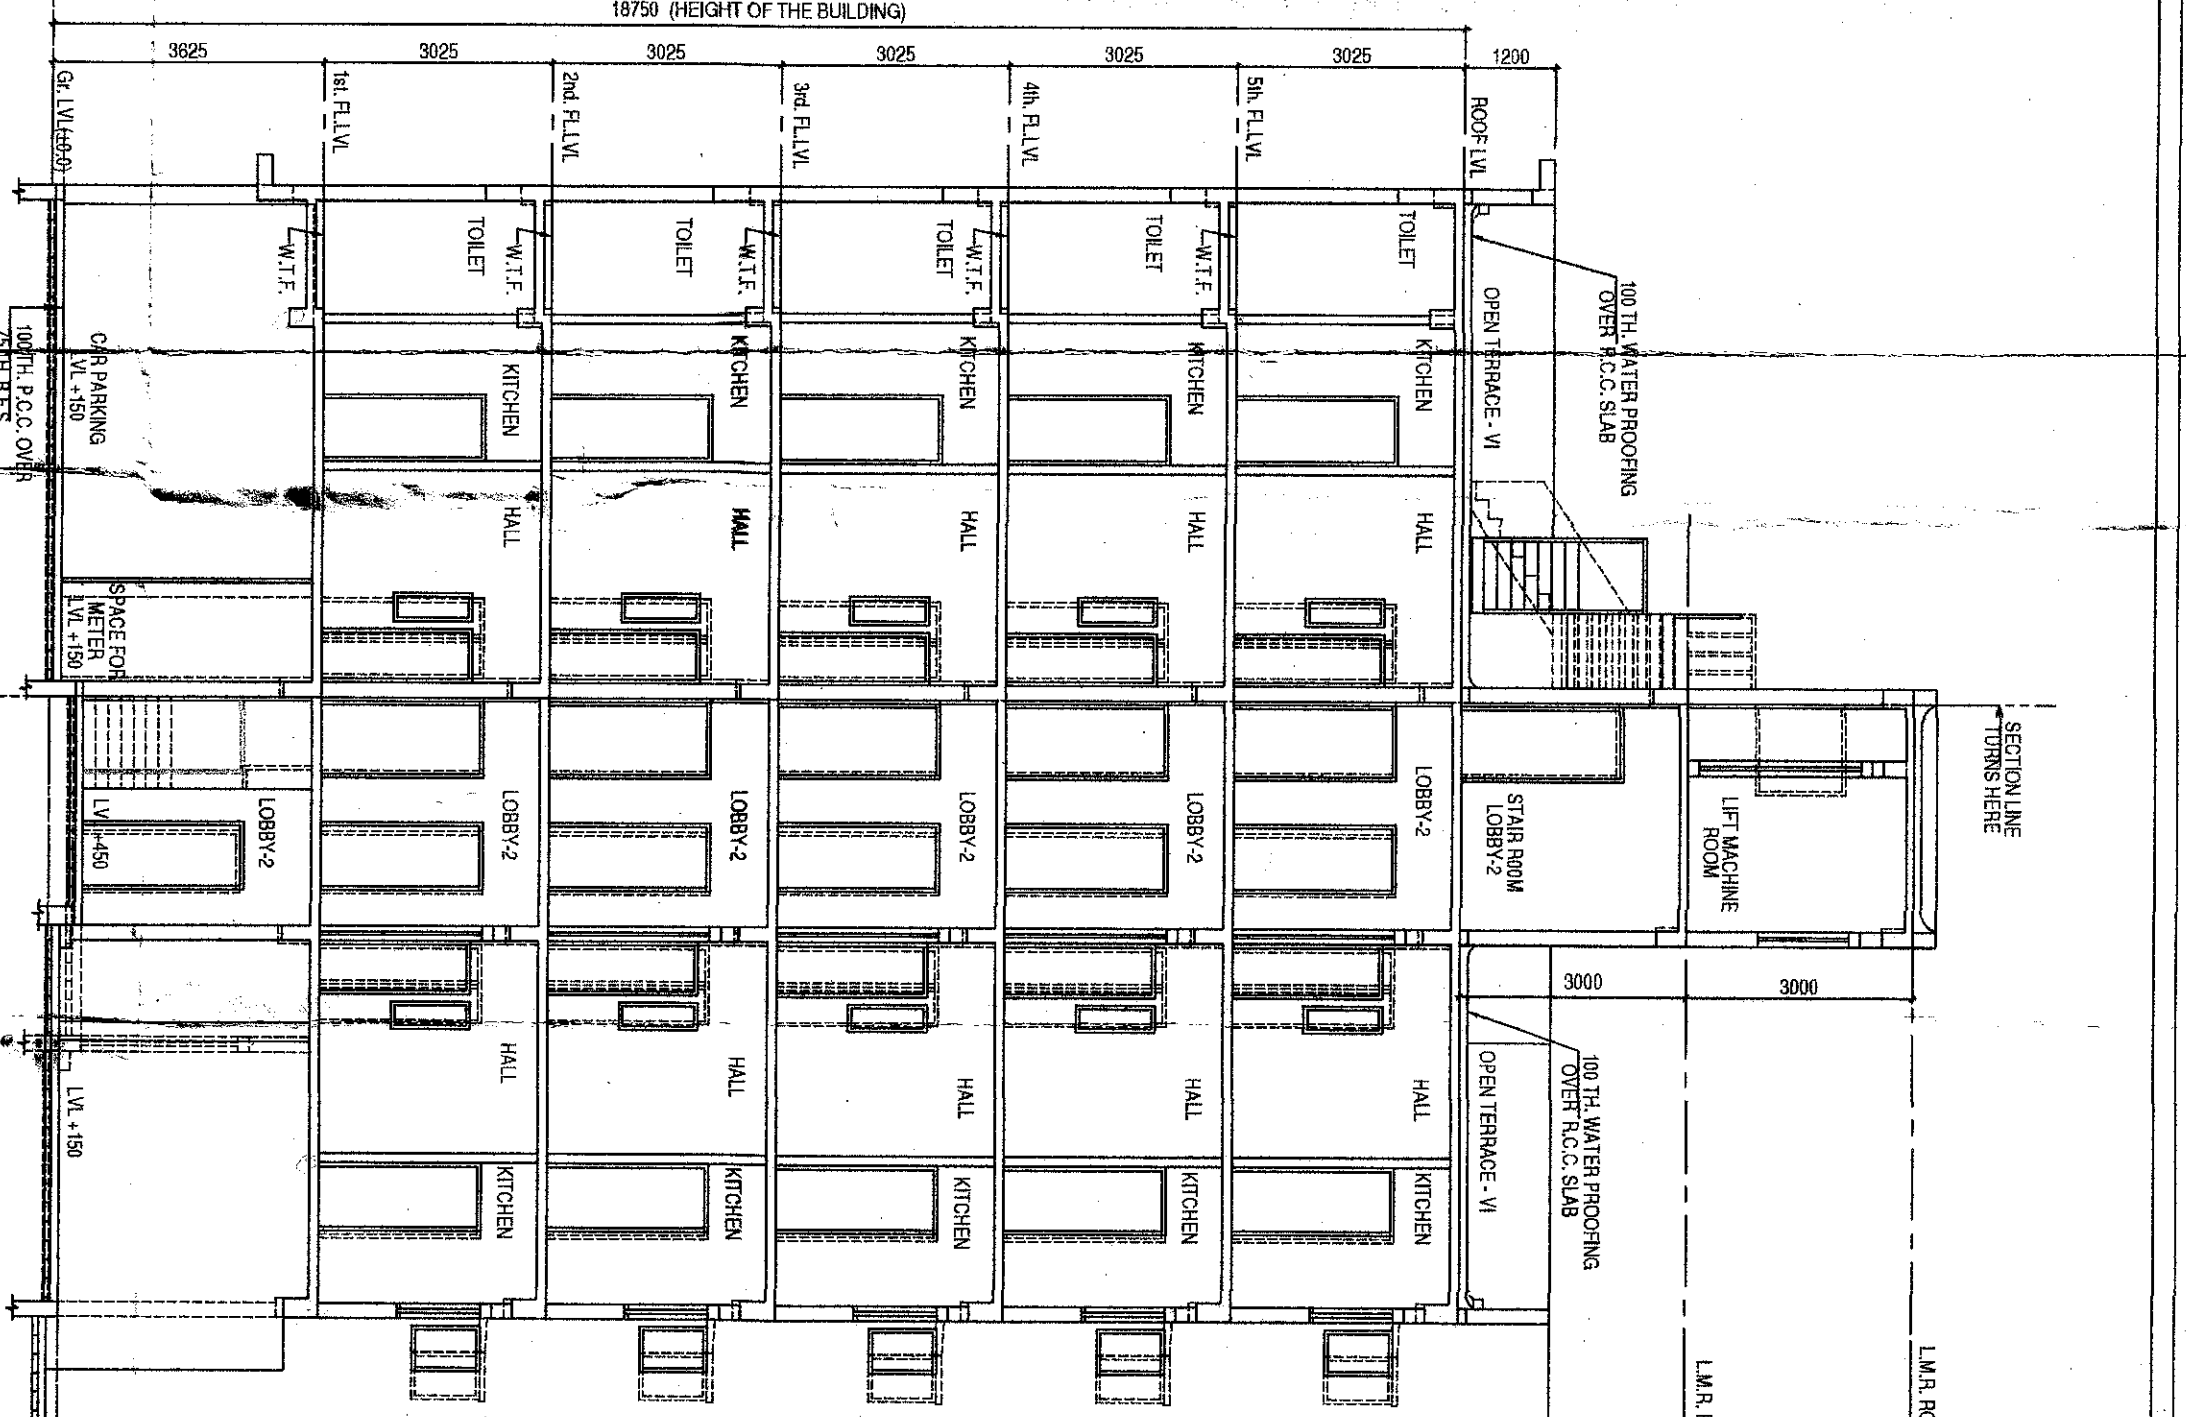 18750 (HEIGHT OF THE BUILDING)
3625
3025
3025
3025
3025
3025
1200
Gr. LVL(±0.0)
1st. FL.LVL
2nd. FL.LVL
3rd. FL.LVL
4th. FL.LVL
5th. FL.LVL
ROOF LVL
TOILET
TOILET
TOILET
TOILET
TOILET
W.T.F.
W.T.F.
W.T.F.
W.T.F.
W.T.F.
100 TH. WATER PROOFING
OVER R.C.C. SLAB
OPEN TERRACE - VI
CAR PARKING
LVL +150
100 TH. P.C.C. OVER
KITCHEN
KITCHEN
KITCHEN
KITCHEN
KITCHEN
HALL
HALL
HALL
HALL
HALL
SPACE FOR
METER
LVL +150
LOBBY-2
LOBBY-2
LOBBY-2
LOBBY-2
LOBBY-2
LOBBY-2
+450
STAIR ROOM
LOBBY-2
LIFT MACHINE
ROOM
SECTION LINE
TURNS HERE
3000
3000
HALL
HALL
HALL
HALL
HALL
100 TH. WATER PROOFING
OVER R.C.C. SLAB
OPEN TERRACE - VI
LVL +150
KITCHEN
KITCHEN
KITCHEN
KITCHEN
KITCHEN
L.M.R.
L.M.R.